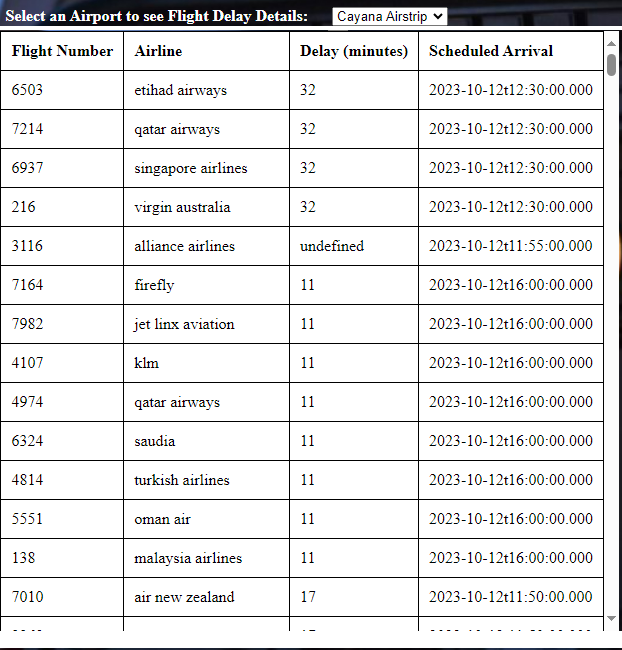 Select an Airport to see Flight Delay Details: Cayana Airstrip
Flight Number Airline Delay (minutes) Scheduled Arrival
6503 etihad airways 32 2023-10-12t12:30:00.000
7214 qatar airways 32 2023-10-12t12:30:00.000
6937 singapore airlines 32 2023-10-12t12:30:00.000
216 virgin australia 32 2023-10-12t12:30:00.000
3116 alliance airlines undefined 2023-10-12t11:55:00.000
7164 firefly 11 2023-10-12t16:00:00.000
7982 jet linx aviation 11 2023-10-12t16:00:00.000
4107 klm 11 2023-10-12t16:00:00.000
4974 qatar airways 11 2023-10-12t16:00:00.000
6324 saudia 11 2023-10-12t16:00:00.000
4814 turkish airlines 11 2023-10-12t16:00:00.000
5551 oman air 11 2023-10-12t16:00:00.000
138 malaysia airlines 11 2023-10-12t16:00:00.000
7010 air new zealand 17 2023-10-12t11:50:00.000